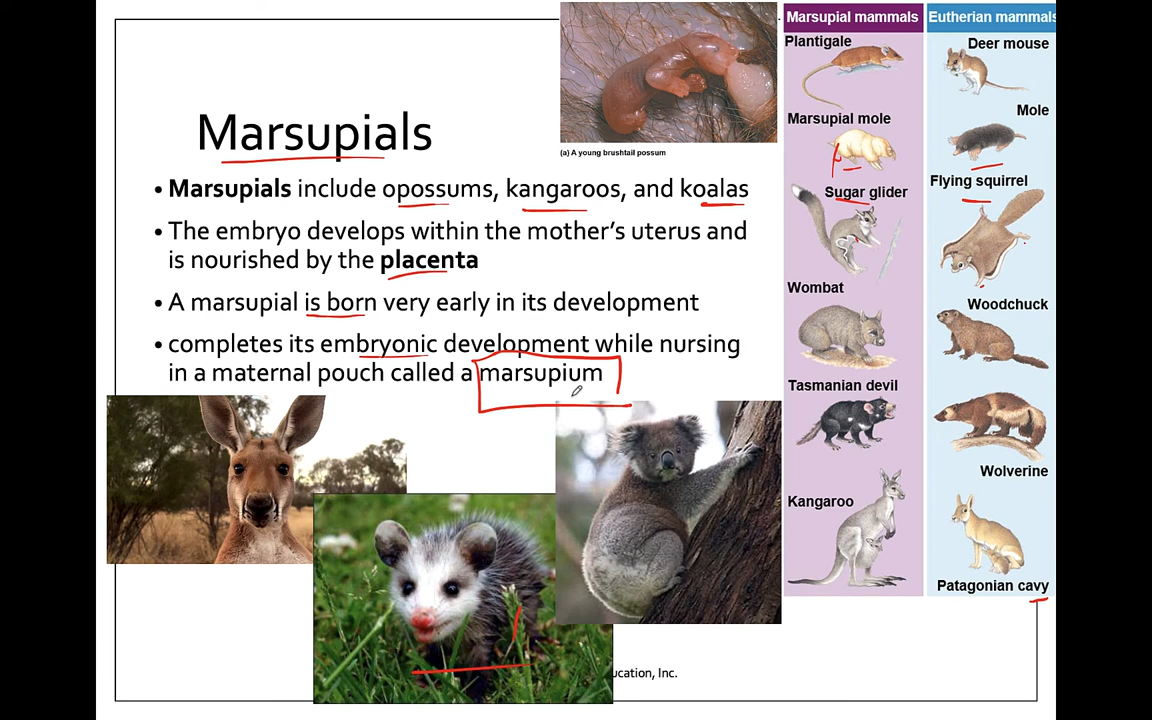 Marsupials
• Marsupials include opossums, kangaroos, and koalas
• The embryo develops within the mother’s uterus and
is nourished by the placenta
• A marsupial is born very early in its development
• completes its embryonic development while nursing
in a maternal pouch called a marsupium
(a) A young brushtail possum
Marsupial mammals
Plantigale
Marsupial mole
Sugar glider
Wombat
Tasmanian devil
Kangaroo
Eutherian mammals
Deer mouse
Mole
Flying squirrel
Woodchuck
Wolverine
Patagonian cavy
Inc.